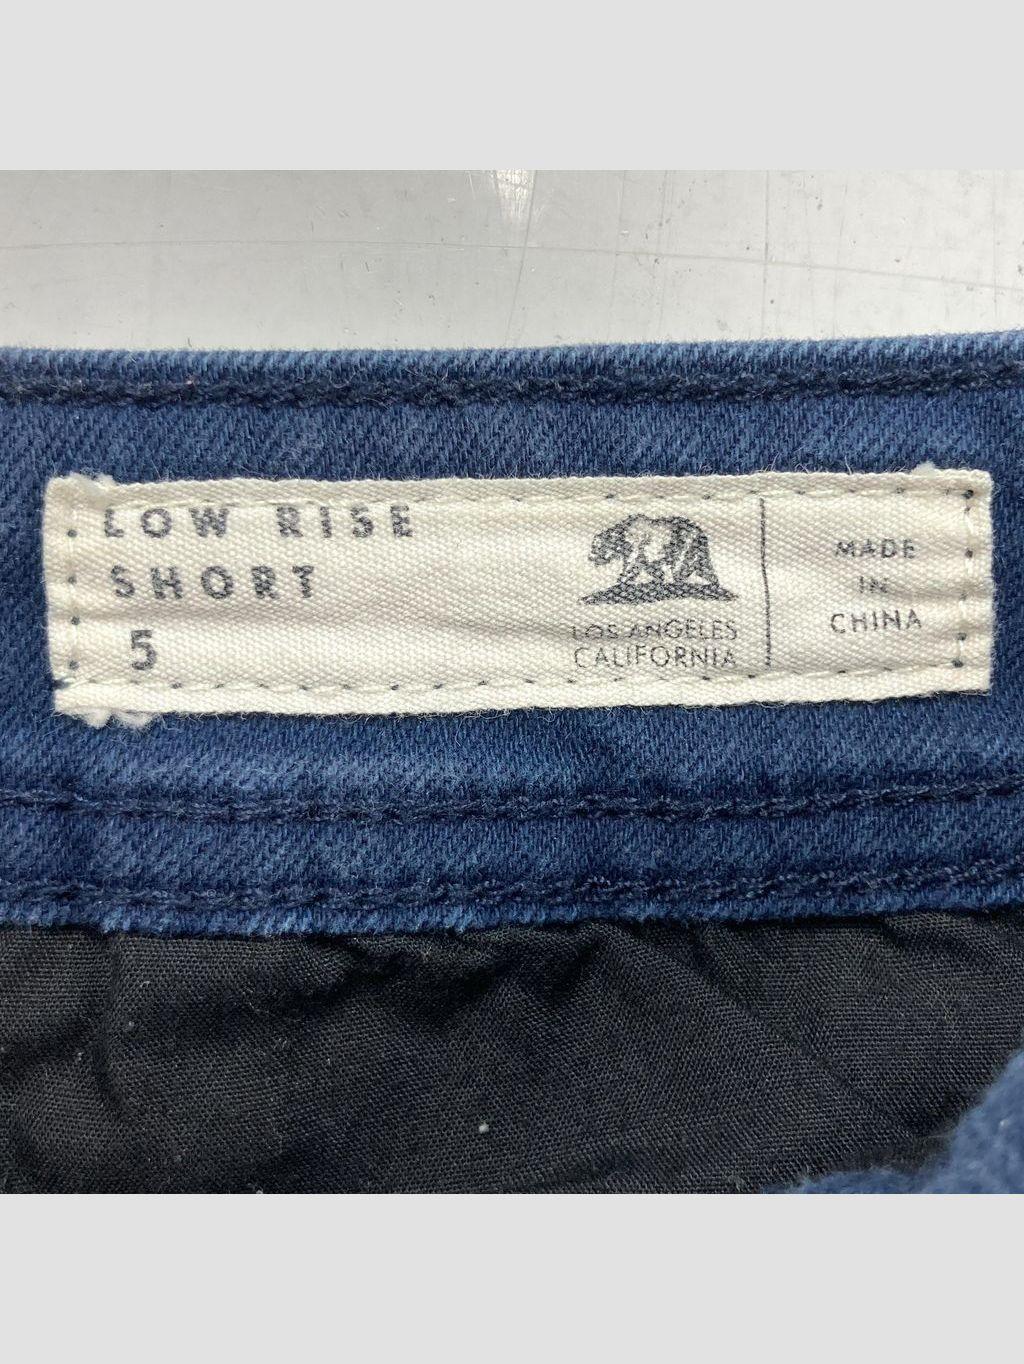 LOW RISE
SHORT
5
LOS ANGELES
CALIFORNIA
MADE
IN
CHINA